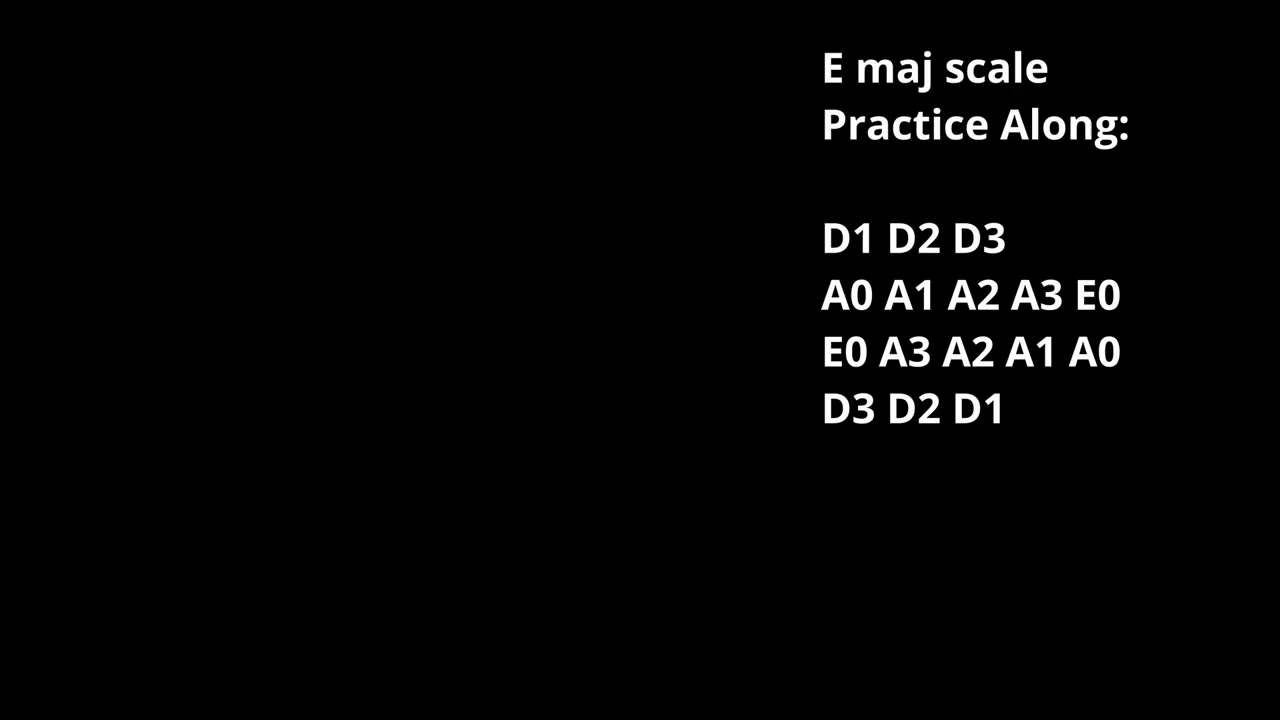 E maj scale
Practice Along:
D1 D2 D3
A0 A1 A2 A3 E0
E0 A3 A2 A1 A0
D3 D2 D1